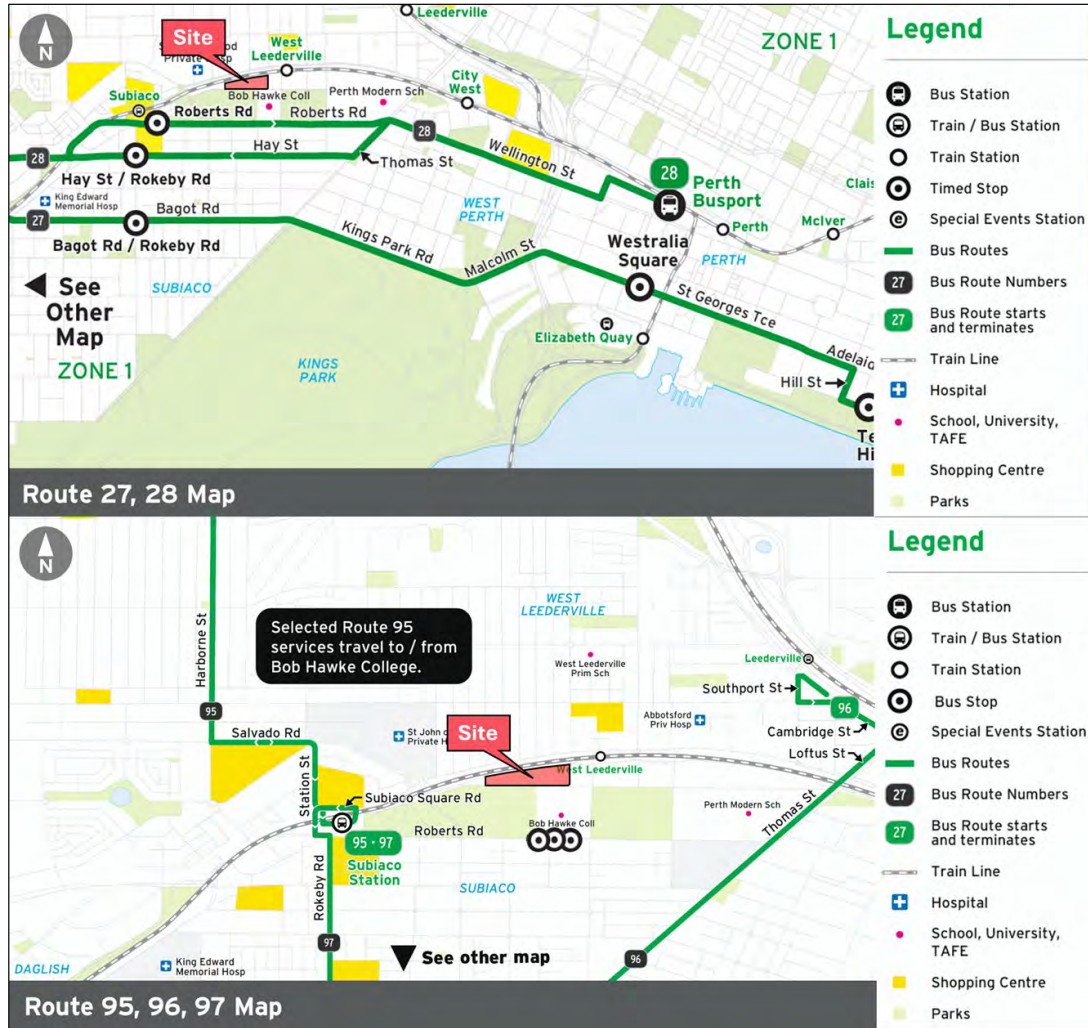 N
Leederville
ZONE 1
Site
West
Leederville
Private
City
West
Bob Hawke Coll
Perth Modern Sch
Subiaco
Roberts Rd
Roberts Rd
28
Hay St
Thomas St
Wellington St
28
Hay St / Rokeby Rd
28
Perth
Busport
Clais
King Edward
Memorial Hosp
27
Bagot Rd
WEST
PERTH
Perth
McIver
Bagot Rd / Rokeby Rd
Kings Park Rd
Malcolm St
Westralia
Square
PERTH
See
Other
Map
SUBIACO
St Georges Tce
ZONE 1
Elizabeth Quay
Adelaid
KINGS
PARK
Hill St
Te
Hi
Route 27, 28 Map
Legend
Bus Station
Train / Bus Station
Train Station
Timed Stop
e
Special Events Station
Bus Routes
27
Bus Route Numbers
27
Bus Route starts
and terminates
Train Line
Hospital
School, University,
TAFE
Shopping Centre
Parks
N
Harborne St
Selected Route 95
services travel to / from
Bob Hawke College.
WEST
LEEDERVILLE
West Leederville
Prim Sch
Leederville
Southport St
96
95
Salvado Rd
St John
Private
Site
Abbotsford
Priv Hosp
Cambridge St
Loftus St
West Leederville
Station St
Subiaco Square Rd
Perth Modern Sch
Thomas St
Roberts Rd
Bob Hawke Coll
95 • 97
Subiaco
Station
Rokeby Rd
SUBIACO
97
See other map
96
DAGLISH
King Edward
Memorial Hosp
Route 95, 96, 97 Map
Legend
Bus Station
Train / Bus Station
Train Station
Bus Stop
e
Special Events Station
Bus Routes
27
Bus Route Numbers
27
Bus Route starts
and terminates
Train Line
Hospital
School, University,
TAFE
Shopping Centre
Parks